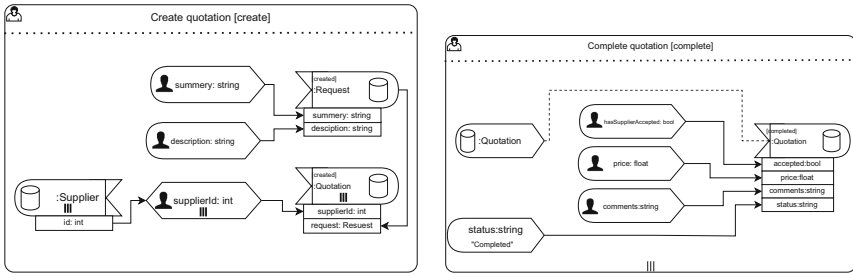 Create quotation [create]
summery: string
[created]
:Request
summery: string
desciption: string
desciption: string
:Supplier
id: int
supplierId: int
[created]
:Quotation
supplierId: int
request: Resuest
Complete quotation [complete]
:Quotation
hasSupplierAccepted: bool
[completed]
:Quotation
accepted:bool
price: float
price:float
comments:string
comments:string
status:string
status:string
"Completed"